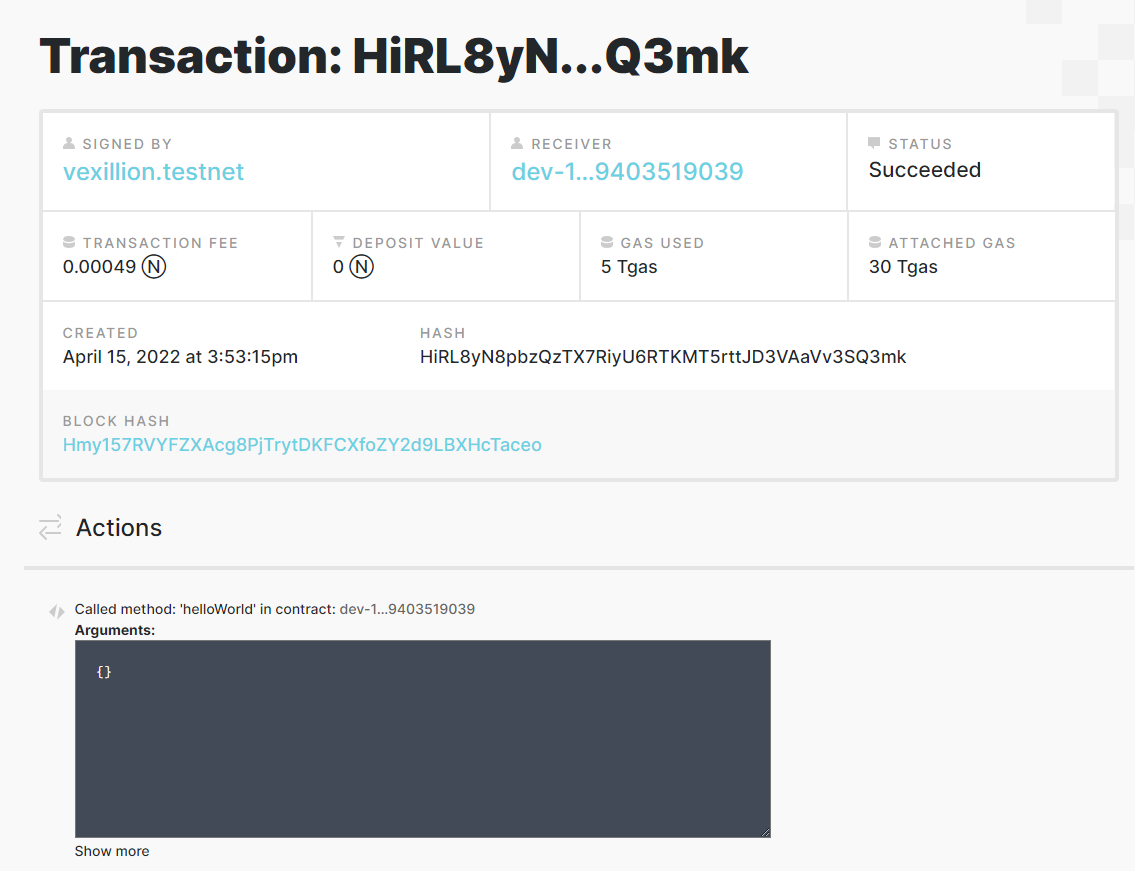 Transaction: HiRL8yN...Q3mk
SIGNED BY
vexillion.testnet
RECEIVER
dev-1...9403519039
STATUS
Succeeded
TRANSACTION FEE
0.00049 Ⓝ
DEPOSIT VALUE
0 Ⓝ
GAS USED
5 Tgas
ATTACHED GAS
30 Tgas
CREATED
April 15, 2022 at 3:53:15pm
HASH
HiRL8yN8pbzQzTX7RiyU6RTKMT5rttJD3VAaVv3SQ3mk
BLOCK HASH
Hmy157RVYFZXAcg8PjTrytDKFCXfoZY2d9LBXHcTaceo
Actions
Called method: 'helloWorld' in contract: dev-1...9403519039
Arguments:
{}
Show more